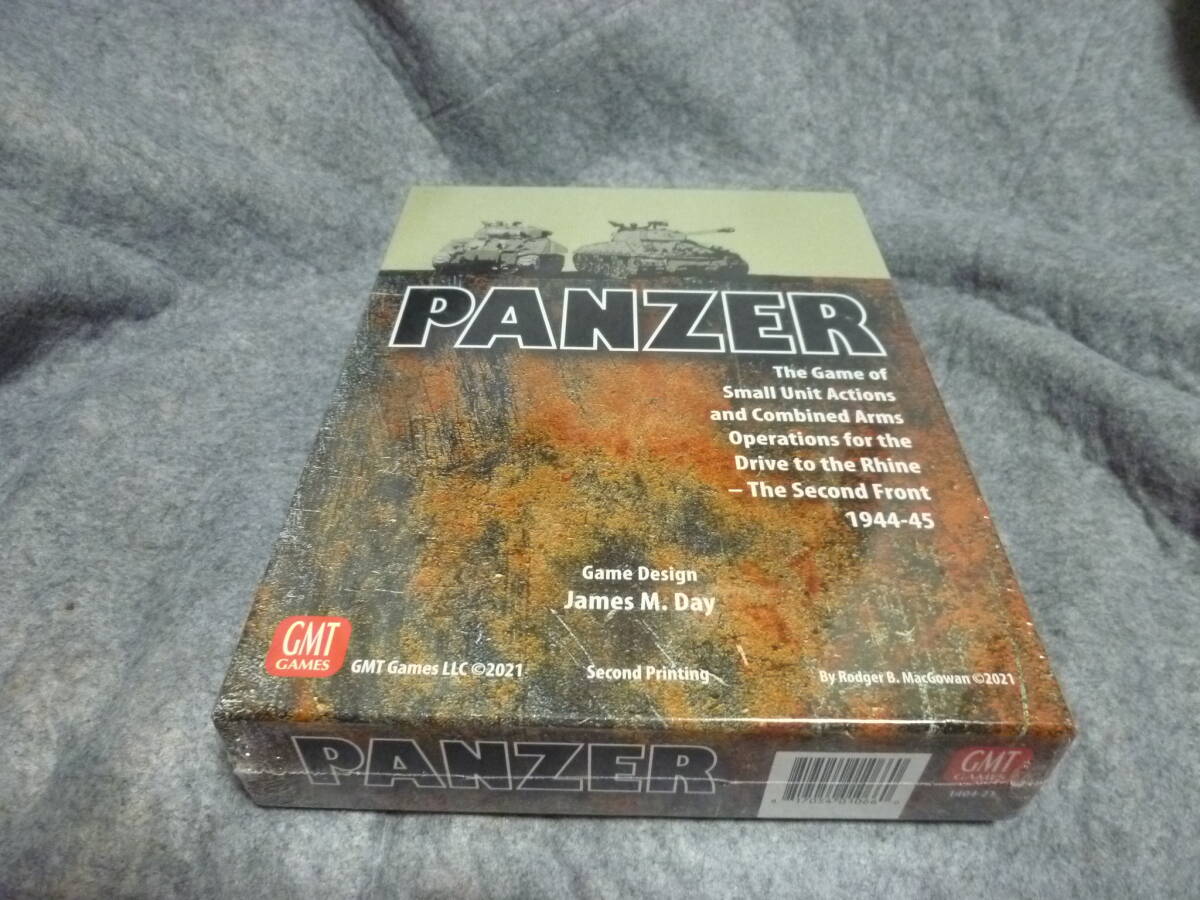 PANZER
The Game of
Small Unit Actions
and Combined Arms
Operations for the
Drive to the Rhine
– The Second Front
1944-45
Game Design
James M. Day
GMT
GAMES
GMT Games LLC ©2021
Second Printing
By Rodger B. MacGowan ©2021
PANZER
GMT
GAMES